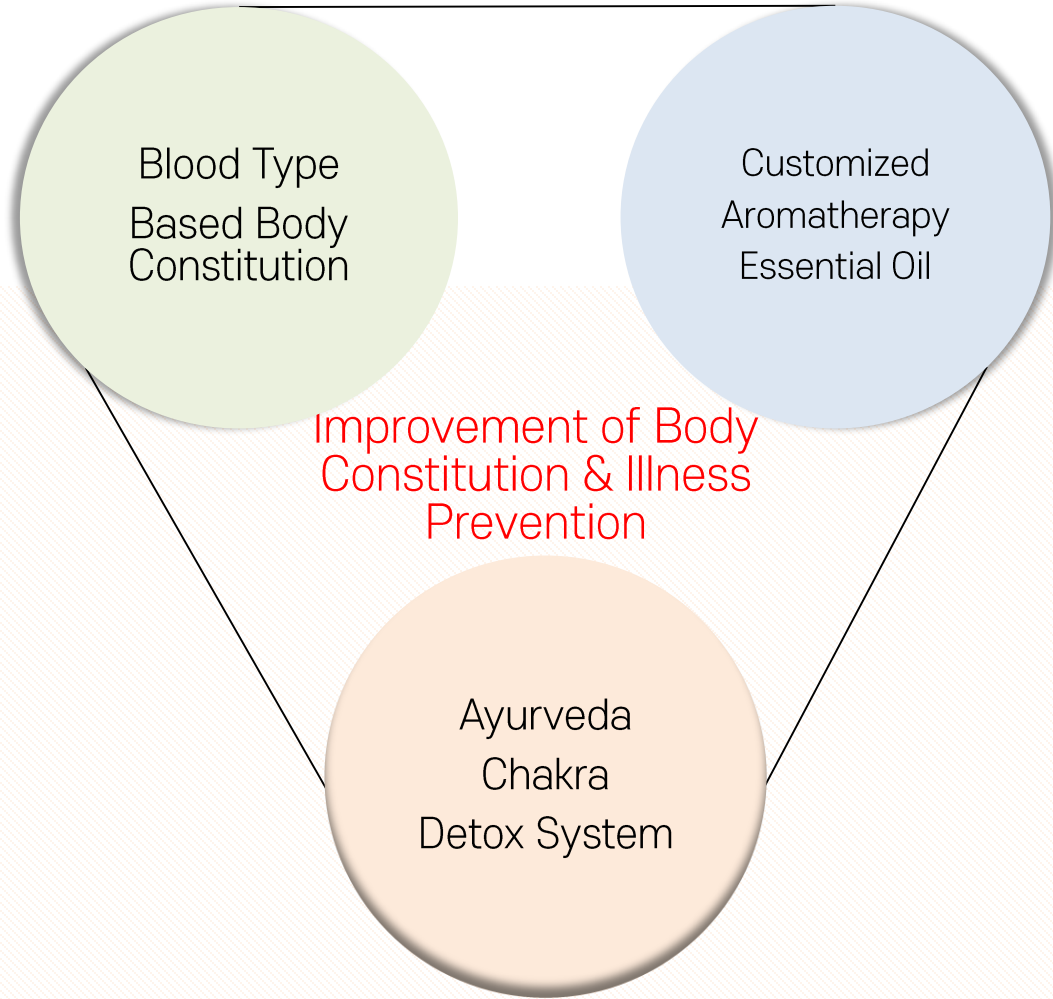 Blood Type
Based Body
Constitution
Customized
Aromatherapy
Essential Oil
Improvement of Body
Constitution & Illness
Prevention
Ayurveda
Chakra
Detox System